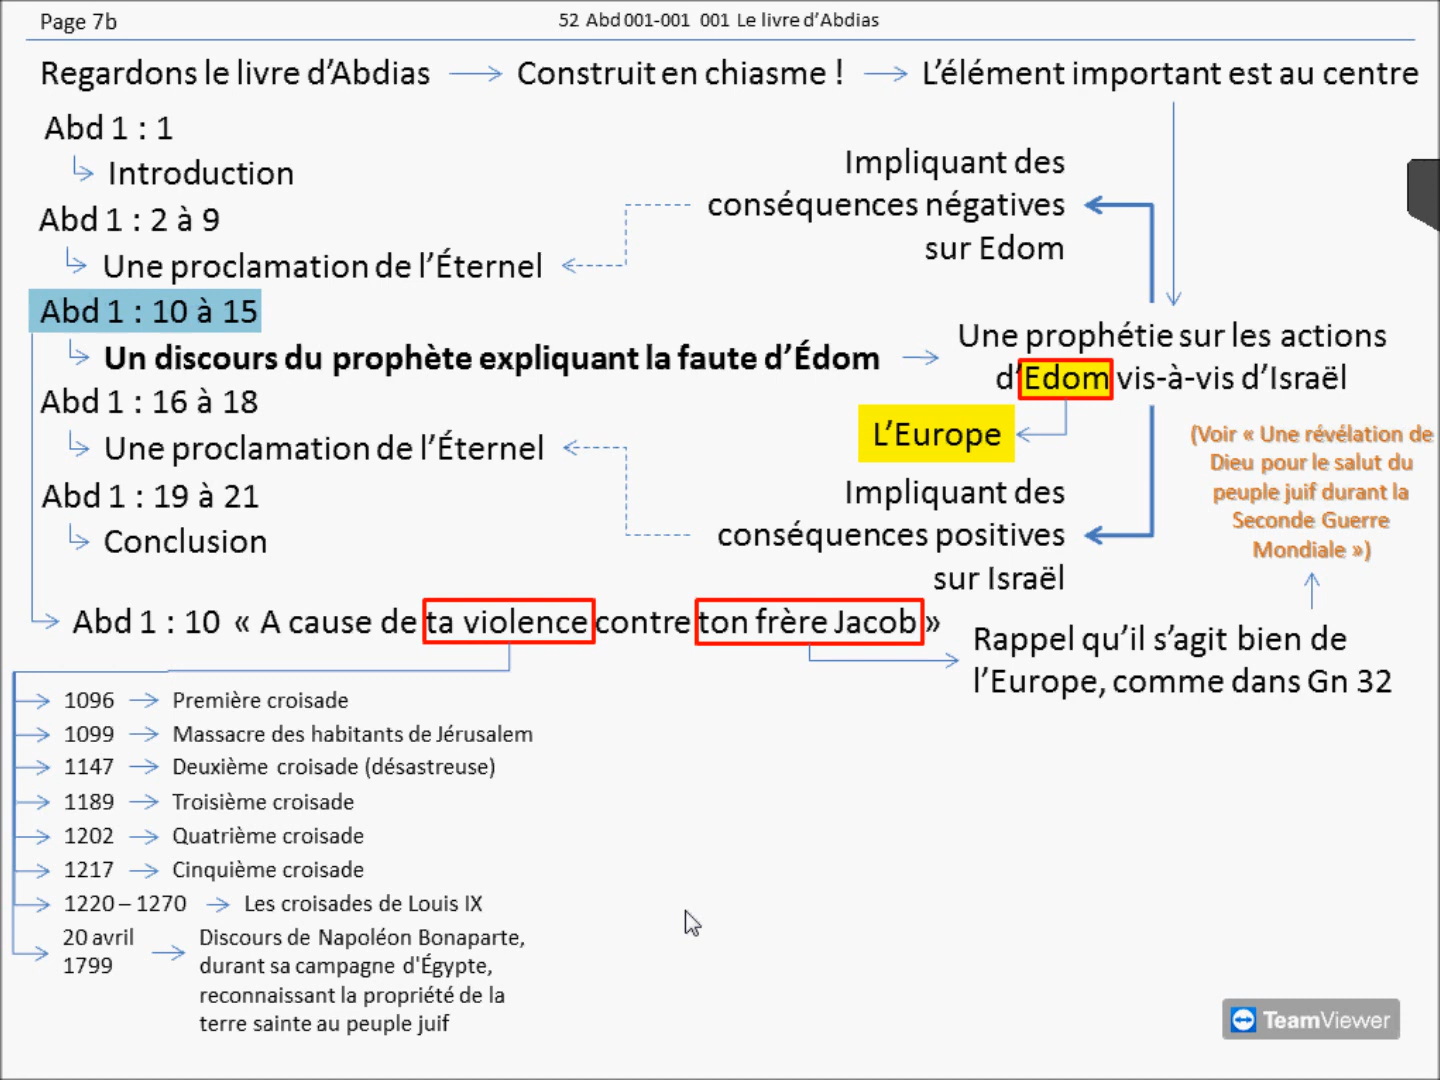 Page 7b
52 Abd 001-001 001 Le livre d'Abdias
Regardons le livre d'Abdias
Construit en chiasme !
L'élément important est au centre
Abd 1 : 1
Introduction
Abd 1 : 2 à 9
Une proclamation de l'Éternel
Impliquant des
conséquences négatives
sur Edom
Abd 1 : 10 à 15
Un discours du prophète expliquant la faute d'Édom
Une prophétie sur les actions
d'Edom vis-à-vis d'Israël
L'Europe
Abd 1 : 16 à 18
Une proclamation de l'Éternel
Impliquant des
conséquences positives
sur Israël
Abd 1 : 19 à 21
Conclusion
(Voir « Une révélation de
Dieu pour le salut du
peuple juif durant la
Seconde Guerre
Mondiale »)
Abd 1 : 10 « A cause de ta violence contre ton frère Jacob »
Rappel qu'il s'agit bien de
l'Europe, comme dans Gn 32
1096 Première croisade
1099 Massacre des habitants de Jérusalem
1147 Deuxième croisade (désastreuse)
1189 Troisième croisade
1202 Quatrième croisade
1217 Cinquième croisade
1220 – 1270 Les croisades de Louis IX
20 avril
1799
Discours de Napoléon Bonaparte,
durant sa campagne d'Égypte,
reconnaissant la propriété de la
terre sainte au peuple juif
TeamViewer